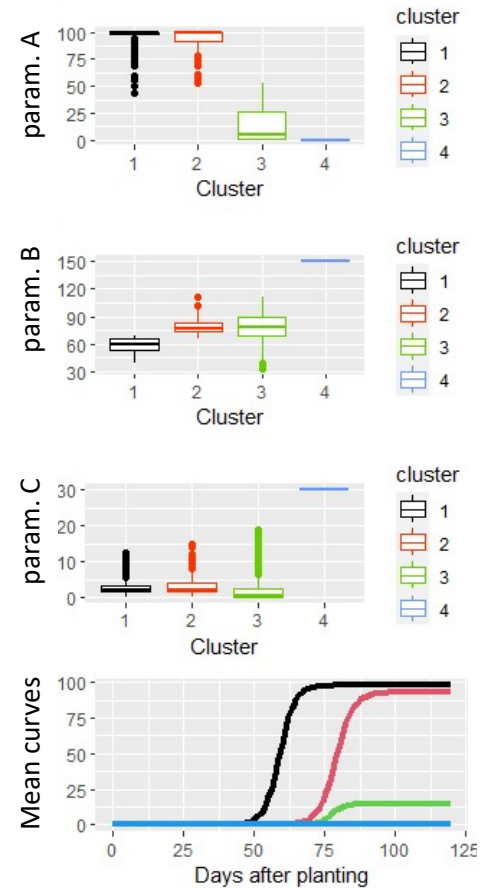 param. A
100
75
50
25
0
1 2 3 4
Cluster
cluster
1
2
3
4
param. B
150
120
90
60
30
1 2 3 4
Cluster
cluster
1
2
3
4
param. C
30
20
10
0
1 2 3 4
Cluster
cluster
1
2
3
4
Mean curves
100
75
50
25
0
0 25 50 75 100 125
Days after planting